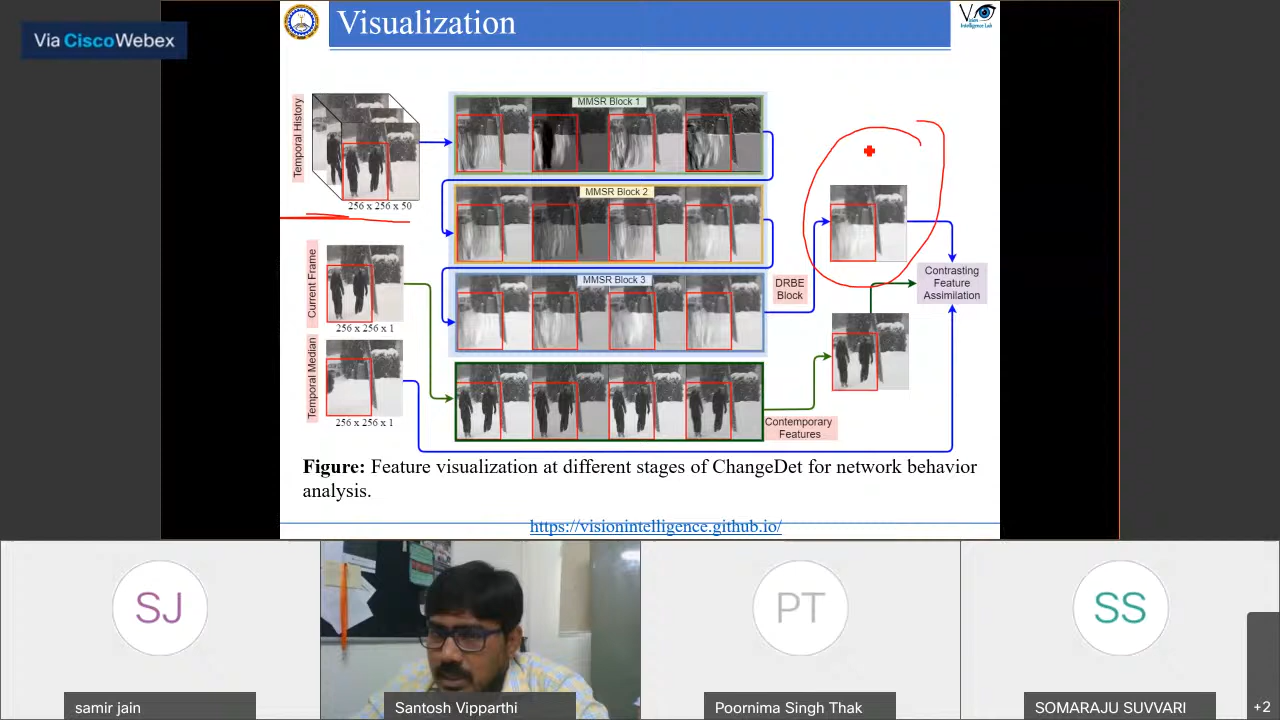 Via CiscoWebex
Visualization
Vision
Intelligence Lab
Temporal History
256 x 256 x 50
MMSR Block 1
MMSR Block 2
MMSR Block 3
Current Frame
256 x 256 x 1
Temporal Median
256 x 256 x 1
DRBE
Block
Contrasting
Feature
Assimilation
Contemporary
Features
Figure: Feature visualization at different stages of ChangeDet for network behavior
analysis.
https://visionintelligence.github.io/
SJ
PT
SS
samir jain
Santosh Vipparthi
Poornima Singh Thak
SOMARAJU SUVVARI
+2